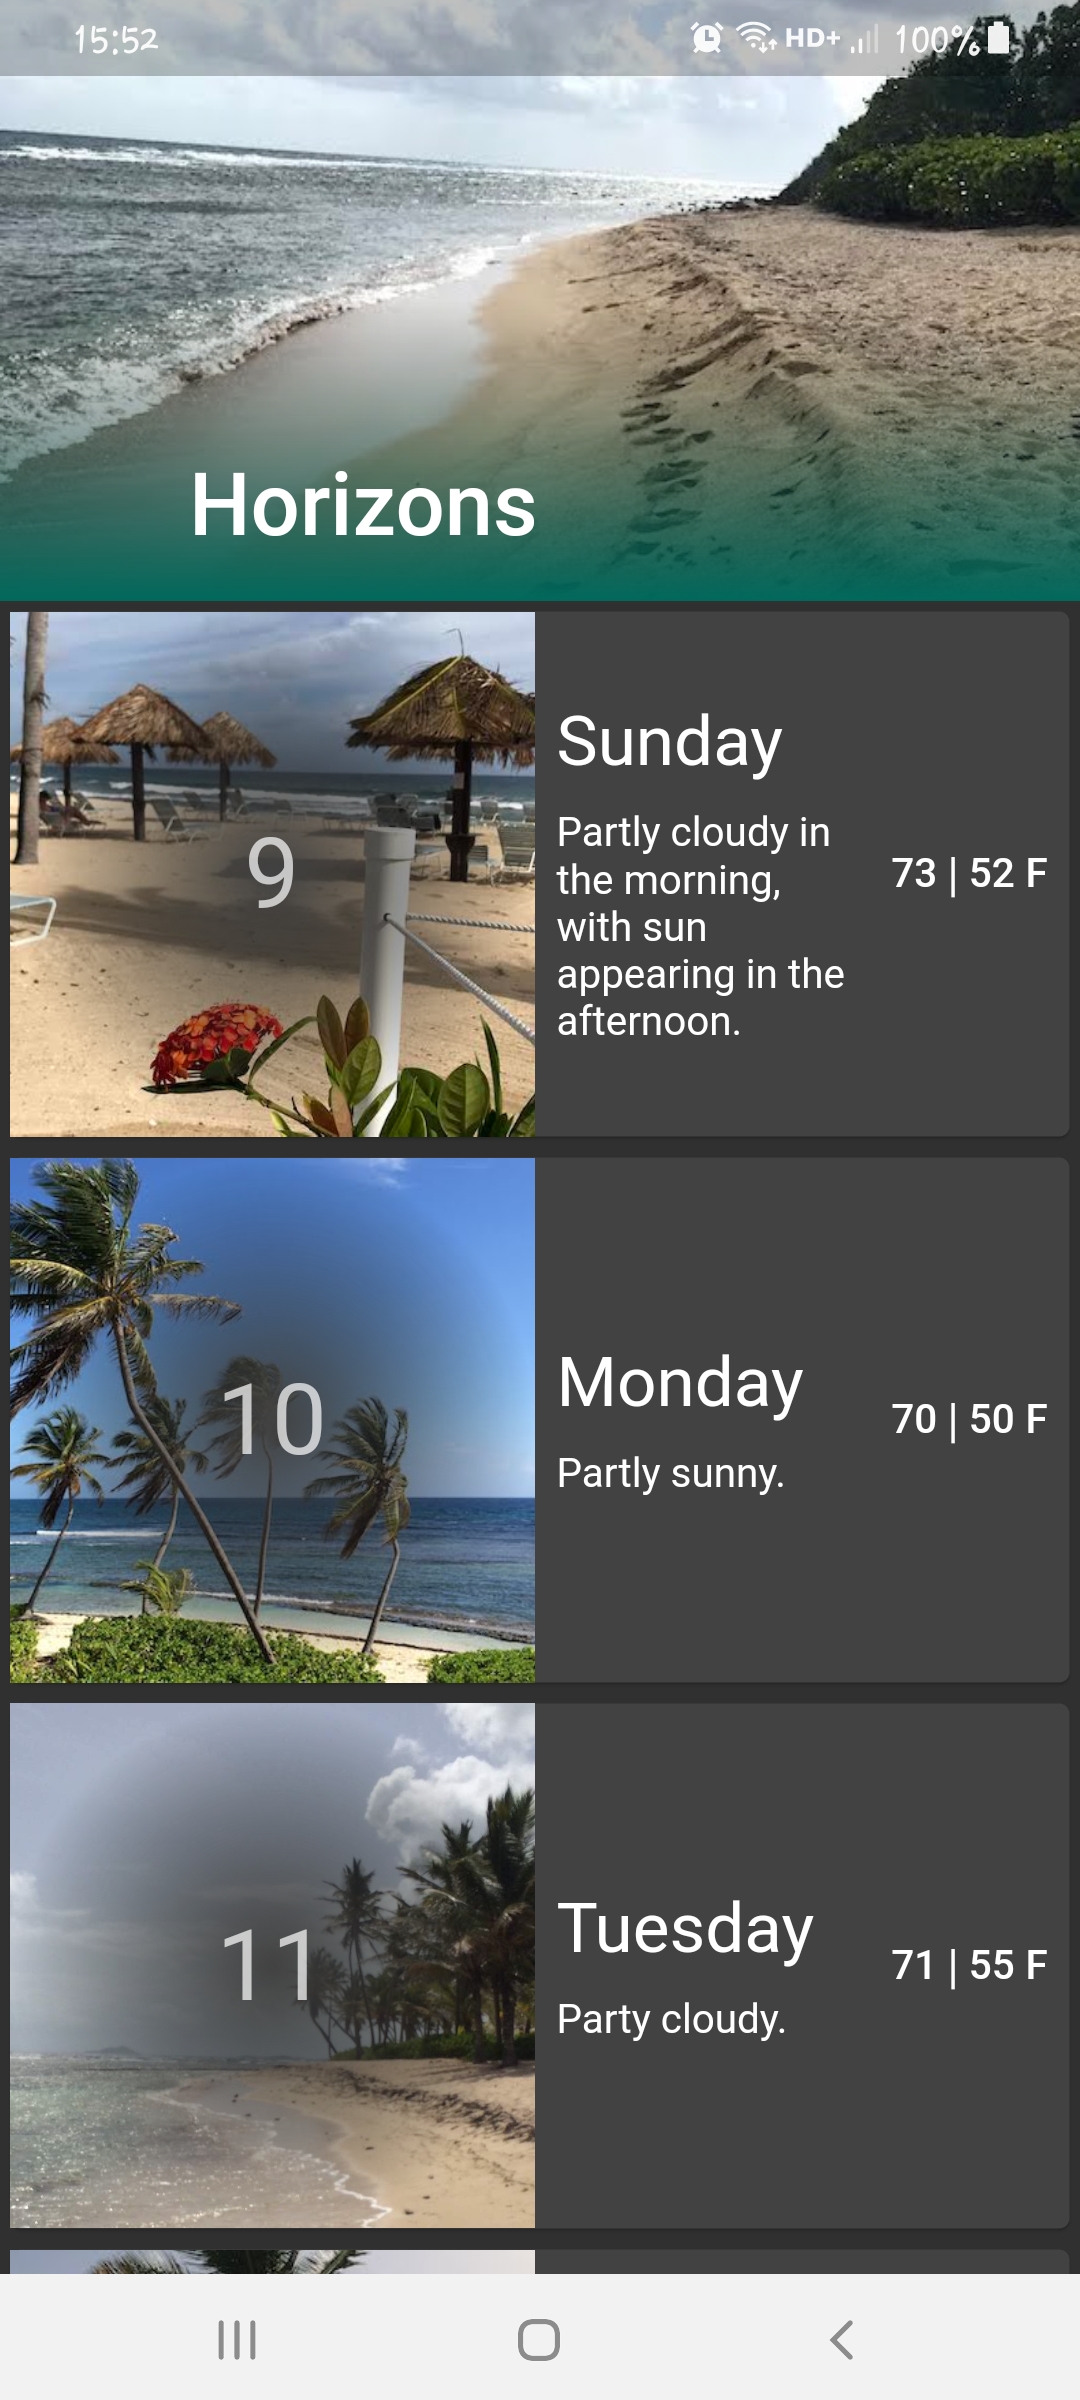 15:52 HD+ 100%
Horizons
9
Sunday
Partly cloudy in
the morning,
with sun
appearing in the
afternoon.
73 | 52 F
10
Monday
Partly sunny.
70 | 50 F
11
Tuesday
Party cloudy.
71 | 55 F